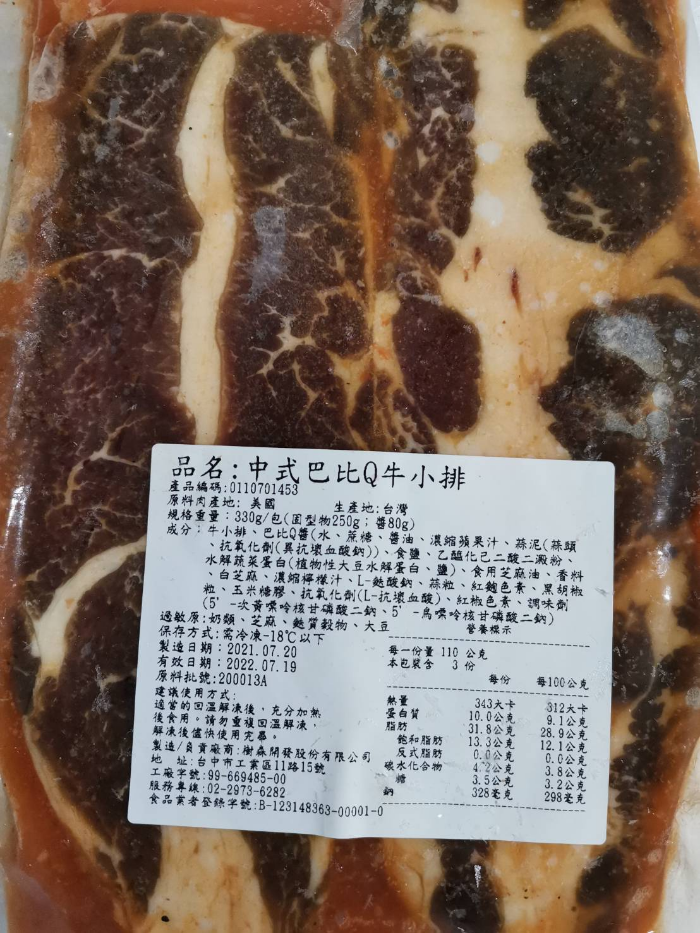 品名:中式巴比Q牛小排
產品編碼:0110701453
原料肉產地: 美國 生產地:台灣
規格重量：330g/包(固型物250g；醬80g)
成分：牛小排、巴比Q醬(水、蔗糖、醬油、濃縮蘋果汁、蒜泥(蒜頭
、抗氧化劑(異抗壞血酸鈉))、食鹽、乙醯化己二酸二澱粉、
水解蔬菜蛋白(植物性大豆水解蛋白、鹽)、食用芝麻油、香料
、白芝麻、濃縮檸檬汁、L-麩酸鈉、蒜粒、紅麴色素、黑胡椒
粒、玉米糖膠、抗氧化劑(L-抗壞血酸)、紅椒色素、調味劑
(5'-次黃嘌呤核苷磷酸二鈉、5'-鳥嘌呤核苷磷酸二鈉)
過敏原:奶類、芝麻、麩質穀物、大豆
保存方式:需冷凍-18℃以下
製造日期：2021.07.20
有效日期：2022.07.19
原料批號:200013A
建議使用方式:
適當的回溫解凍後，充分加熱
後食用。請勿重複回溫解凍，
解凍後儘快使用完畢。
製造/負責廠商:樹森開發股份有限公司
地 址:台中市工業區11路15號
工廠字號:99-669485-00
服務專線:02-2973-6282
食品業者登錄字號:B-123148363-00001-0
營養標示
每一份量 110 公克
本包裝含 3 份
每份 每100公克
熱量 343大卡 312大卡
蛋白質 10.0公克 9.1公克
脂肪 31.8公克 28.9公克
飽和脂肪 13.3公克 12.1公克
反式脂肪 0.0公克 0.0公克
碳水化合物 4.2公克 3.8公克
糖 3.5公克 3.2公克
鈉 328毫克 298毫克